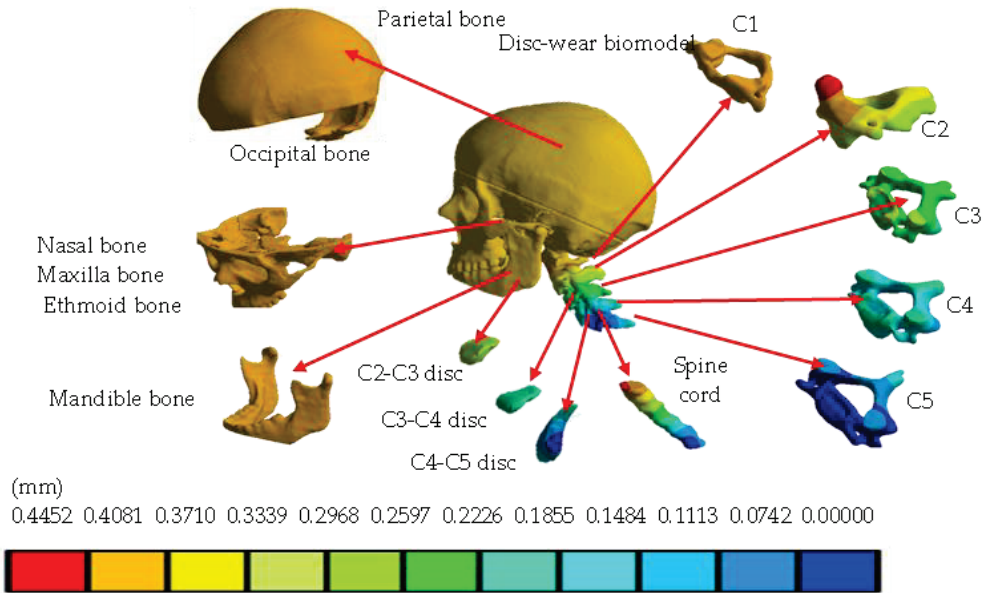 Parietal bone
C1
Disc-wear biomodel
C2
Occipital bone
C3
Nasal bone
Maxilla bone
Ethmoid bone
C4
C2-C3 disc
Spine
cord
Mandible bone
C5
C3-C4 disc
C4-C5 disc
(mm)
0.4452 0.4081 0.3710 0.3339 0.2968 0.2597 0.2226 0.1855 0.1484 0.1113 0.0742 0.00000